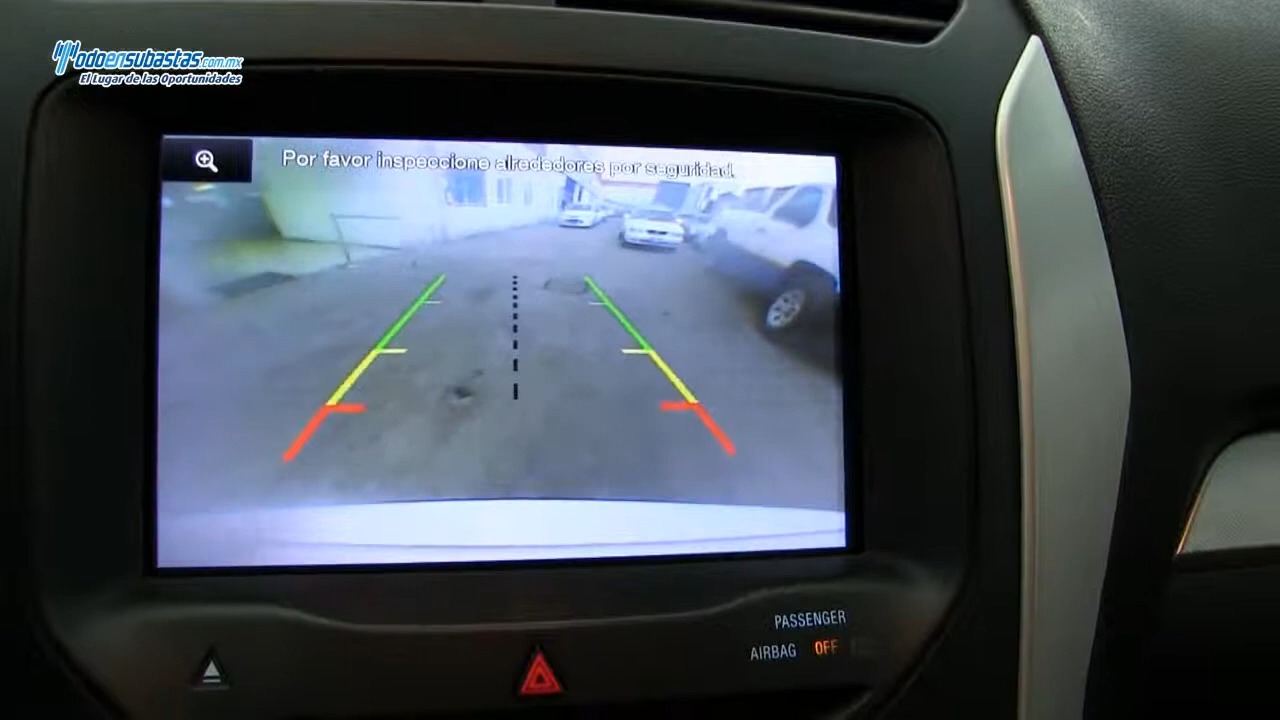 Todoensubastas.com.mx
El Lugar de las Oportunidades
Por favor inspeccione alrededores por seguridad.
PASSENGER
AIRBAG OFF